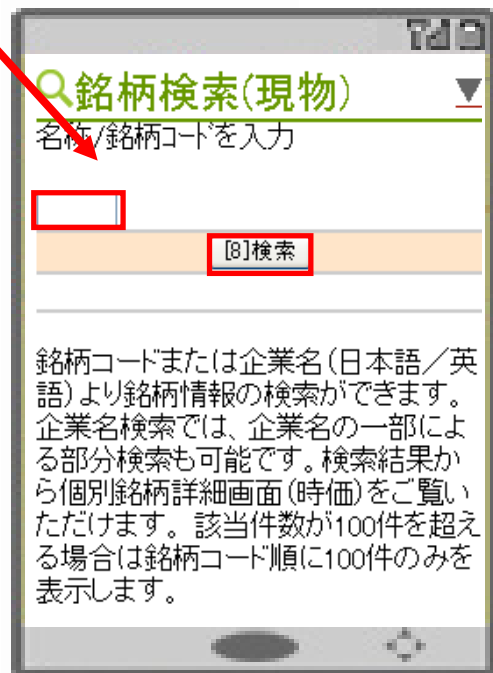 銘柄検索(現物) ▼
名称/銘柄コードを入力
[8]検索
銘柄コードまたは企業名(日本語/英
語)より銘柄情報の検索ができます。
企業名検索では、企業名の一部によ
る部分検索も可能です。検索結果か
ら個別銘柄詳細画面(時価)をご覧い
ただけます。該当件数が100件を超え
る場合は銘柄コード順に100件のみを
表示します。